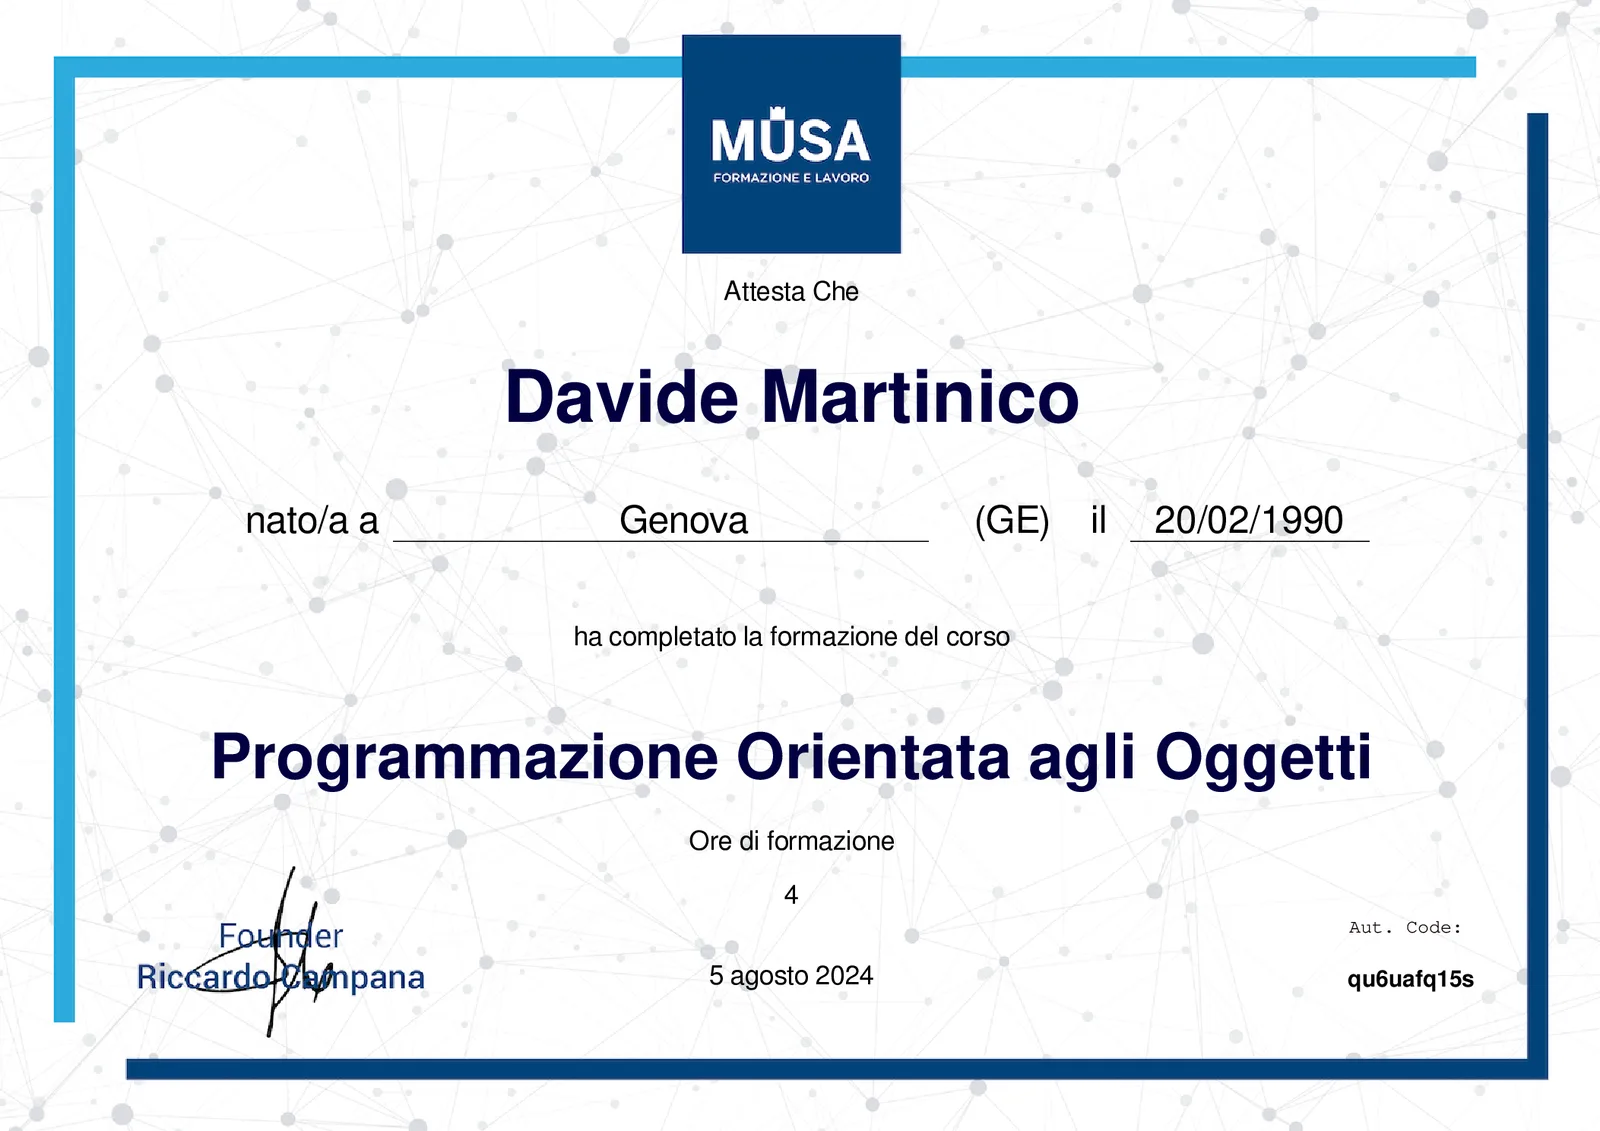 MUSA
FORMAZIONE E LAVORO
Attesta Che
Davide Martinico
nato/a a Genova (GE) il 20/02/1990
ha completato la formazione del corso
Programmazione Orientata agli Oggetti
Ore di formazione
4
Founder
Riccardo Campana
5 agosto 2024
Aut. Code:
qu6uafq15s